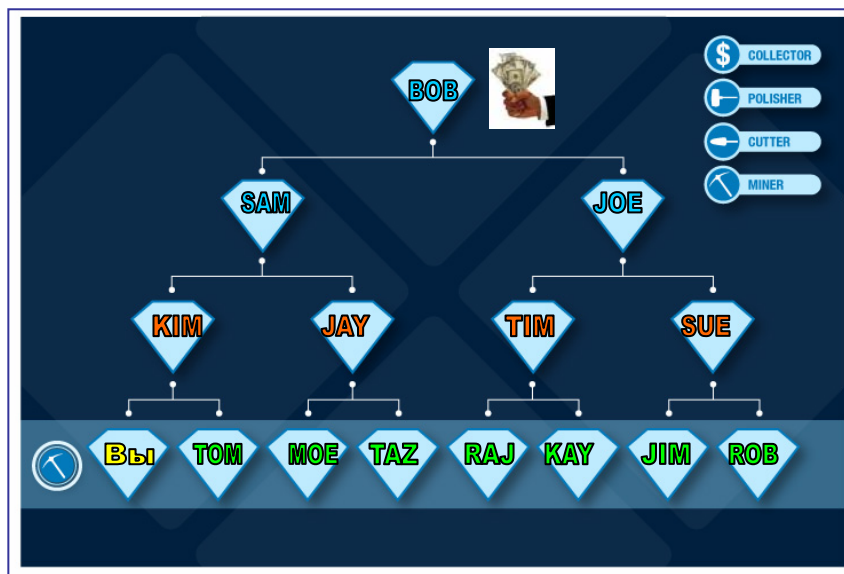 BOB
COLLECTOR
POLISHER
CUTTER
MINER
SAM JOE
KIM JAY TIM SUE
Вы TOM MOE TAZ RAJ KAY JIM ROB